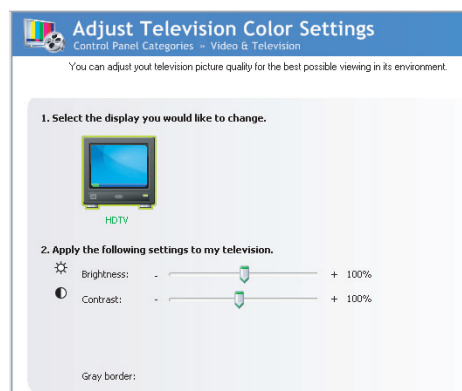 Adjust Television Color Settings
Control Panel Categories » Video & Television
You can adjust yout television picture quality for the best possible viewing in its environment.
1. Select the display you would like to change.
HDTV
2. Apply the following settings to my television.
Brightness: - + 100%
Contrast: - + 100%
Gray border: